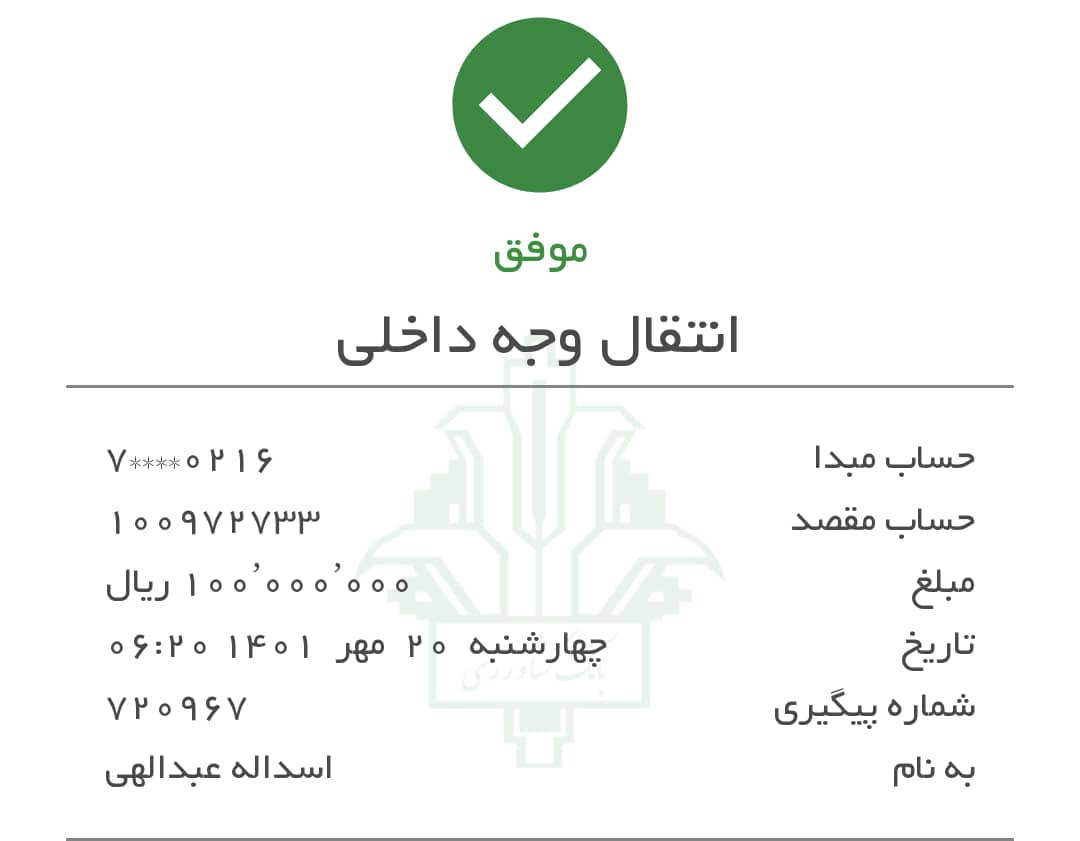 موفق
انتقال وجه داخلی
حساب مبدا ۷****۰۲۱۶
حساب مقصد ۱۰۰۹۷۲۷۳۳
مبلغ ۱۰۰٬۰۰۰٬۰۰۰ ریال
تاریخ چهارشنبه ۲۰ مهر ۱۴۰۱ ۰۶:۲۰
شماره پیگیری ۷۲۰۹۶۷
به نام اسداله عبدالهی
بانک کشاورزی